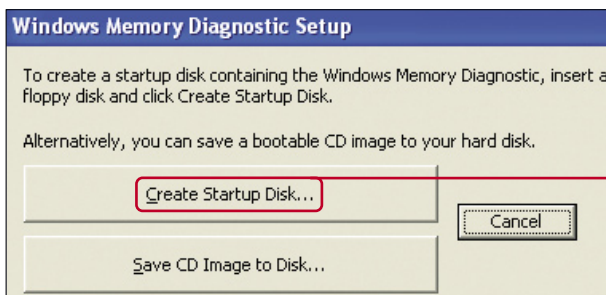 Windows Memory Diagnostic Setup
To create a startup disk containing the Windows Memory Diagnostic, insert a
floppy disk and click Create Startup Disk.
Alternatively, you can save a bootable CD image to your hard disk.
Create Startup Disk...
Cancel
Save CD Image to Disk...